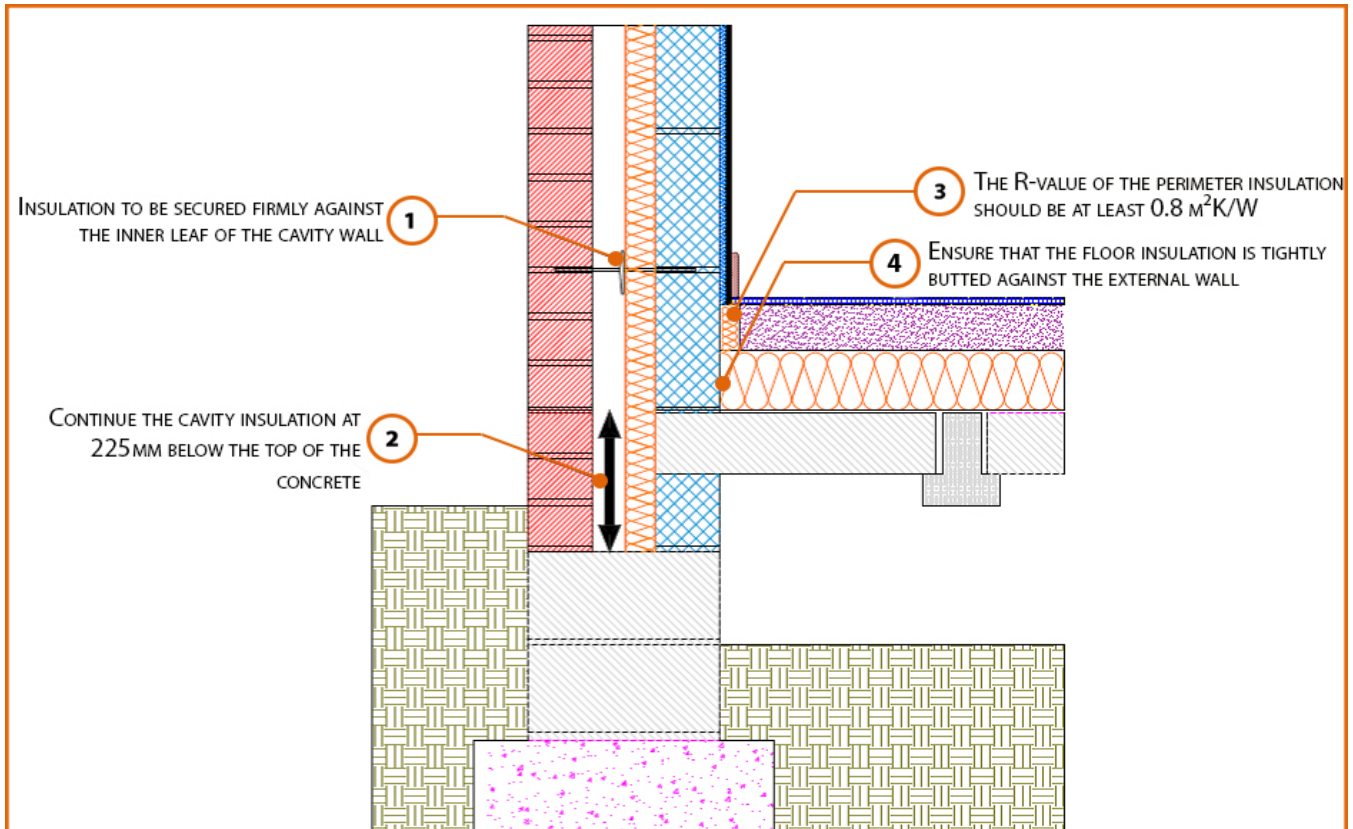 INSULATION TO BE SECURED FIRMLY AGAINST
THE INNER LEAF OF THE CAVITY WALL
1
CONTINUE THE CAVITY INSULATION AT
225MM BELOW THE TOP OF THE
CONCRETE
2
3
THE R-VALUE OF THE PERIMETER INSULATION
SHOULD BE AT LEAST 0.8 M²K/W
4
ENSURE THAT THE FLOOR INSULATION IS TIGHTLY
BUTTED AGAINST THE EXTERNAL WALL